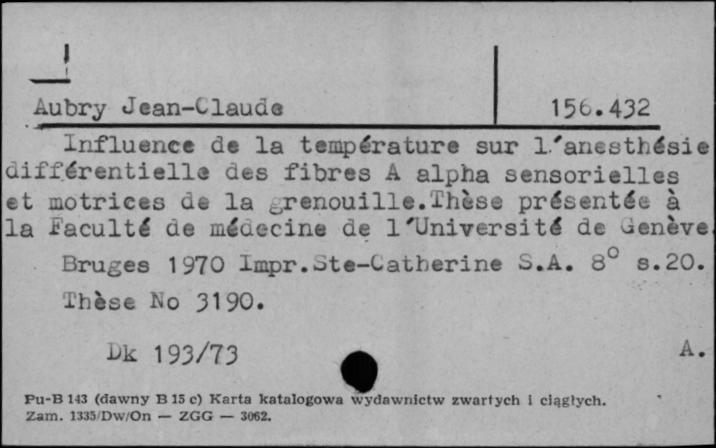 Aubry Jean-Claude 156.432
Influence de la température sur l'anesthésie
différentielle des fibres A alpha sensorielles
et motrices de la grenouille.Thèse présentée à
la Faculté de médecine de l'Université de Genève.
Bruges 1970 Impr.Ste-Catherine S.A. 8° s.20.
Thèse No 3190.
Dk 193/73 A.
Pu-B 143 (dawny B 15 c) Karta katalogowa wydawnictw zwartych i ciągłych.
Zam. 1335/Dw/On — ZGG — 3062.